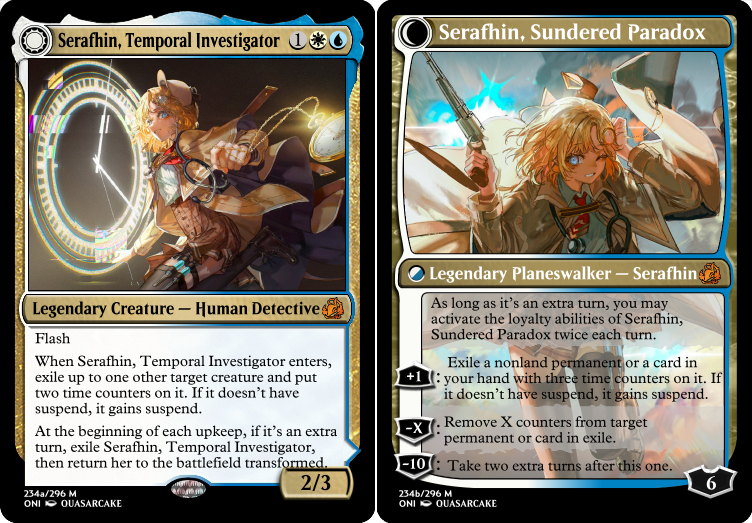 Serafhin, Temporal Investigator 1
Legendary Creature — Human Detective
Flash
When Serafhin, Temporal Investigator enters,
exile up to one other target creature and put
two time counters on it. If it doesn't have
suspend, it gains suspend.
At the beginning of each upkeep, if it's an extra
turn, exile Serafhin, Temporal Investigator,
then return her to the battlefield transformed.
2/3
234a/296 M
ONI QUASARCAKE
Serafhin, Sundered Paradox
Legendary Planeswalker — Serafhin
As long as it's an extra turn, you may
activate the loyalty abilities of Serafhin,
Sundered Paradox twice each turn.
Exile a nonland permanent or a card in
+1: your hand with three time counters on it. If
it doesn't have suspend, it gains suspend.
-X: Remove X counters from target
permanent or card in exile.
-10: Take two extra turns after this one.
6
234b/296 M
ONI QUASARCAKE